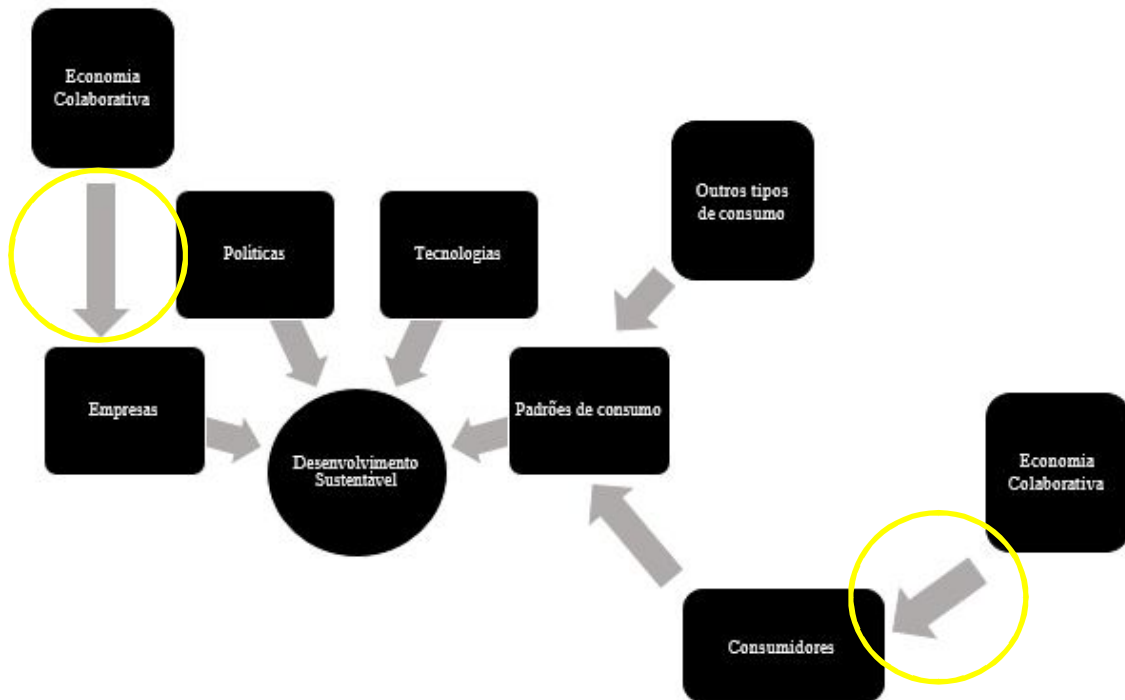 Economia
Colaborativa
Outros tipos
de consumo
Políticas
Tecnologias
Empresas
Padrões de consumo
Desenvolvimento
Sustentável
Economia
Colaborativa
Consumidores